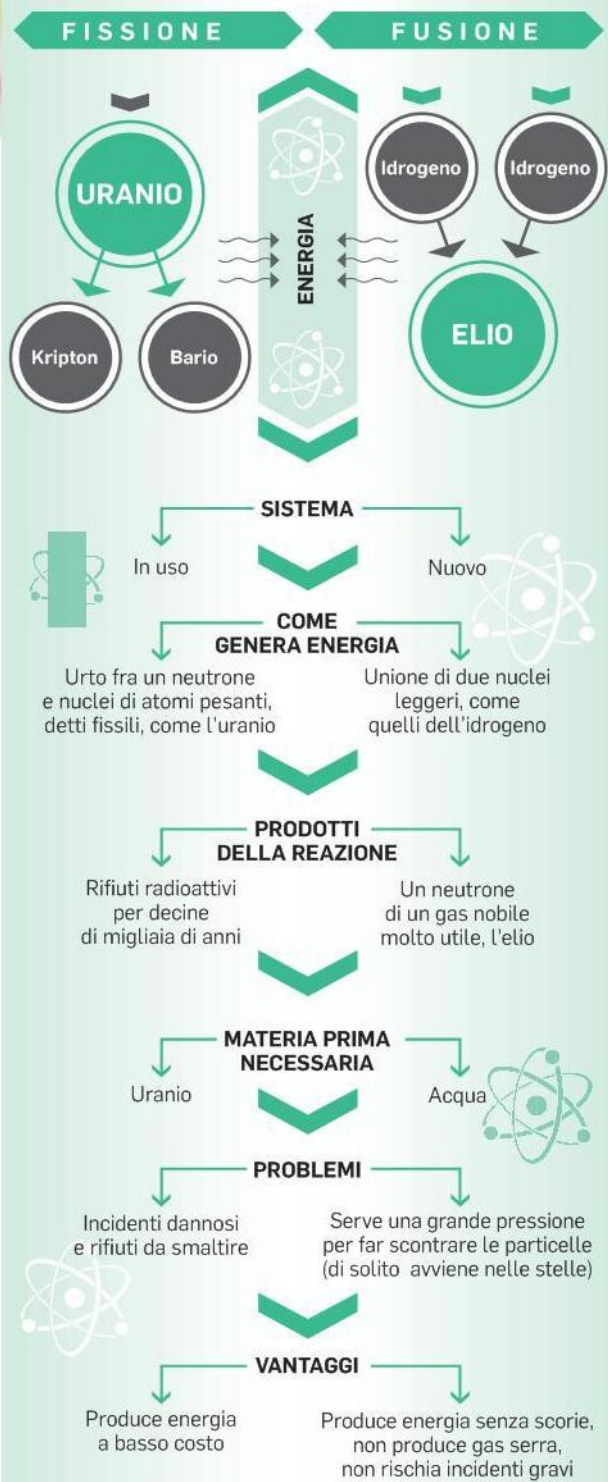 FISSIONE
FUSIONE
URANIO
Kripton
Bario
ENERGIA
Idrogeno
Idrogeno
ELIO
SISTEMA
In uso
Nuovo
COME
GENERA ENERGIA
Urto fra un neutrone
e nuclei di atomi pesanti,
detti fissili, come l'uranio
Unione di due nuclei
leggeri, come
quelli dell'idrogeno
PRODOTTI
DELLA REAZIONE
Rifiuti radioattivi
per decine
di migliaia di anni
Un neutrone
di un gas nobile
molto utile, l'elio
MATERIA PRIMA
NECESSARIA
Uranio
Acqua
PROBLEMI
Incidenti dannosi
e rifiuti da smaltire
Serve una grande pressione
per far scontrare le particelle
(di solito avviene nelle stelle)
VANTAGGI
Produce energia
a basso costo
Produce energia senza scorie,
non produce gas serra,
non rischia incidenti gravi